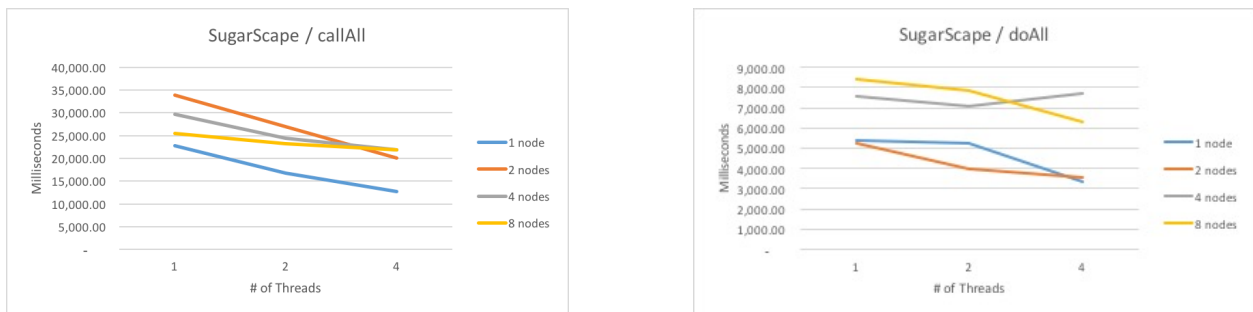 SugarScape / callAll
40,000.00
35,000.00
30,000.00
25,000.00
20,000.00
15,000.00
10,000.00
5,000.00
-
Milliseconds
1 2 4
# of Threads
1 node
2 nodes
4 nodes
8 nodes
SugarScape / doAll
9,000.00
8,000.00
7,000.00
6,000.00
5,000.00
4,000.00
3,000.00
2,000.00
1,000.00
-
Milliseconds
1 2 4
# of Threads
1 node
2 nodes
4 nodes
8 nodes